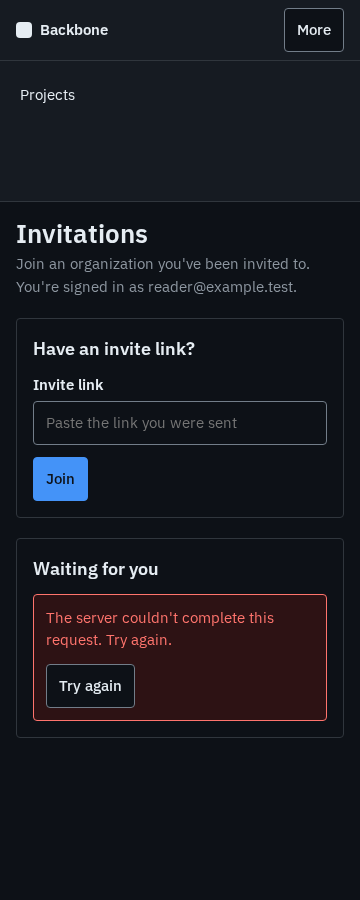 Backbone
More
Projects
Invitations
Join an organization you've been invited to.
You're signed in as reader@example.test.
Have an invite link?
Invite link
Paste the link you were sent
Join
Waiting for you
The server couldn't complete this
request. Try again.
Try again